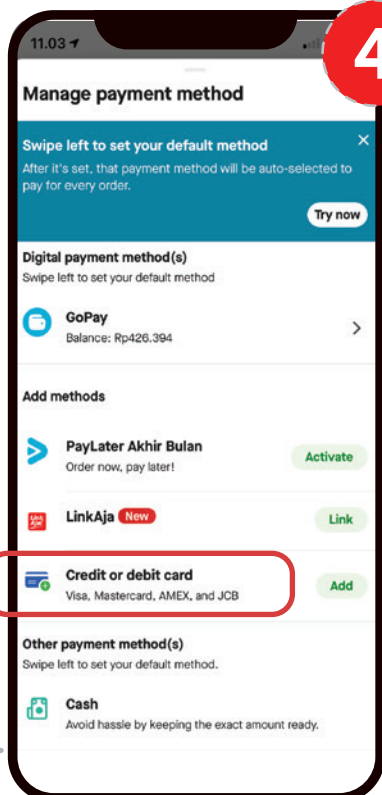 4
11.03
Manage payment method
Swipe left to set your default method
After it's set, that payment method will be auto-selected to
pay for every order.
Try now
Digital payment method(s)
Swipe left to set your default method
GoPay
Balance: Rp426.394
Add methods
PayLater Akhir Bulan
Order now, pay later!
Activate
LinkAja New
Link
Credit or debit card
Visa, Mastercard, AMEX, and JCB
Add
Other payment method(s)
Swipe left to set your default method.
Cash
Avoid hassle by keeping the exact amount ready.